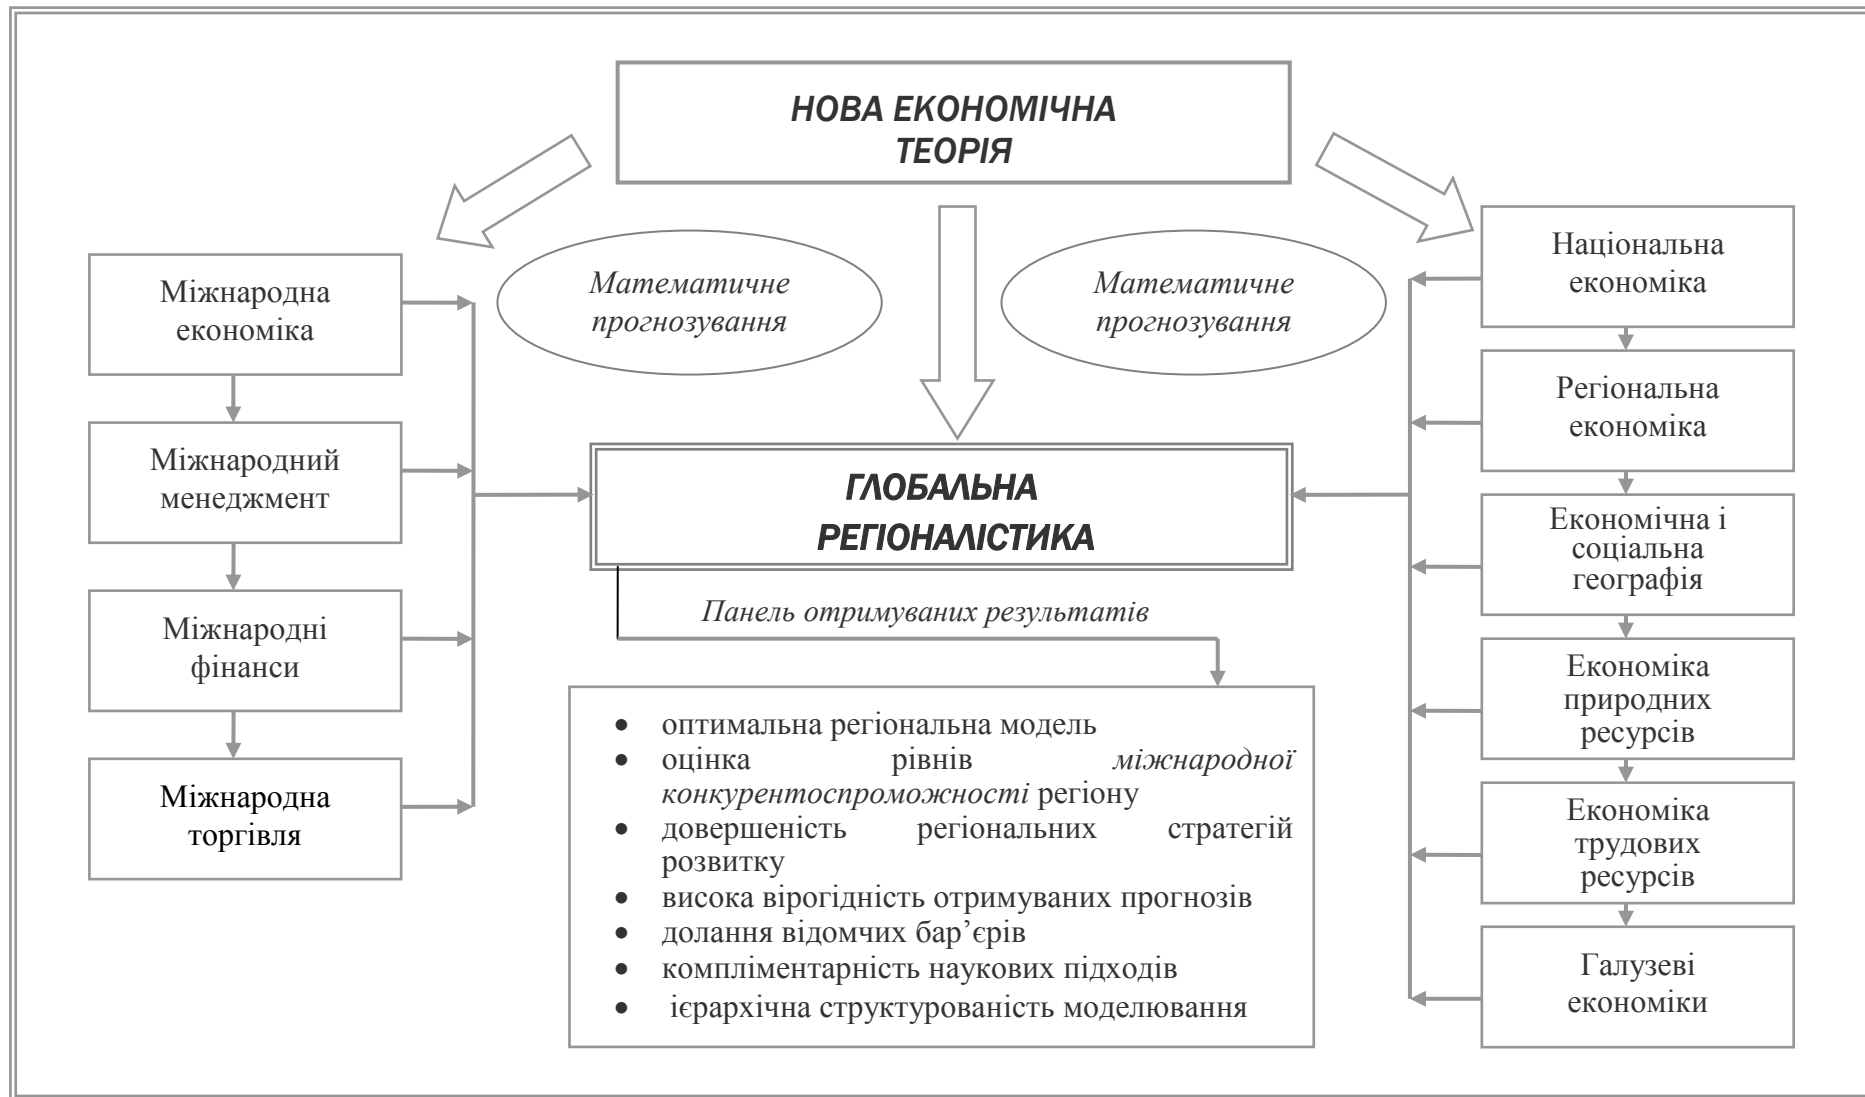 НОВА ЕКОНОМІЧНА
ТЕОРІЯ
Міжнародна
економіка
Міжнародний
менеджмент
Міжнародні
фінанси
Міжнародна
торгівля
Математичне
прогнозування
Математичне
прогнозування
ГЛОБАЛЬНА
РЕГІОНАЛІСТИКА
Панель отримуваних результатів
• оптимальна регіональна модель
• оцінка рівнів міжнародної
конкурентоспроможності регіону
• довершеність регіональних стратегій
розвитку
• висока вірогідність отримуваних прогнозів
• долання відомчих бар’єрів
• компліментарність наукових підходів
• ієрархічна структурованість моделювання
Національна
економіка
Регіональна
економіка
Економічна і
соціальна
географія
Економіка
природних
ресурсів
Економіка
трудових
ресурсів
Галузеві
економіки